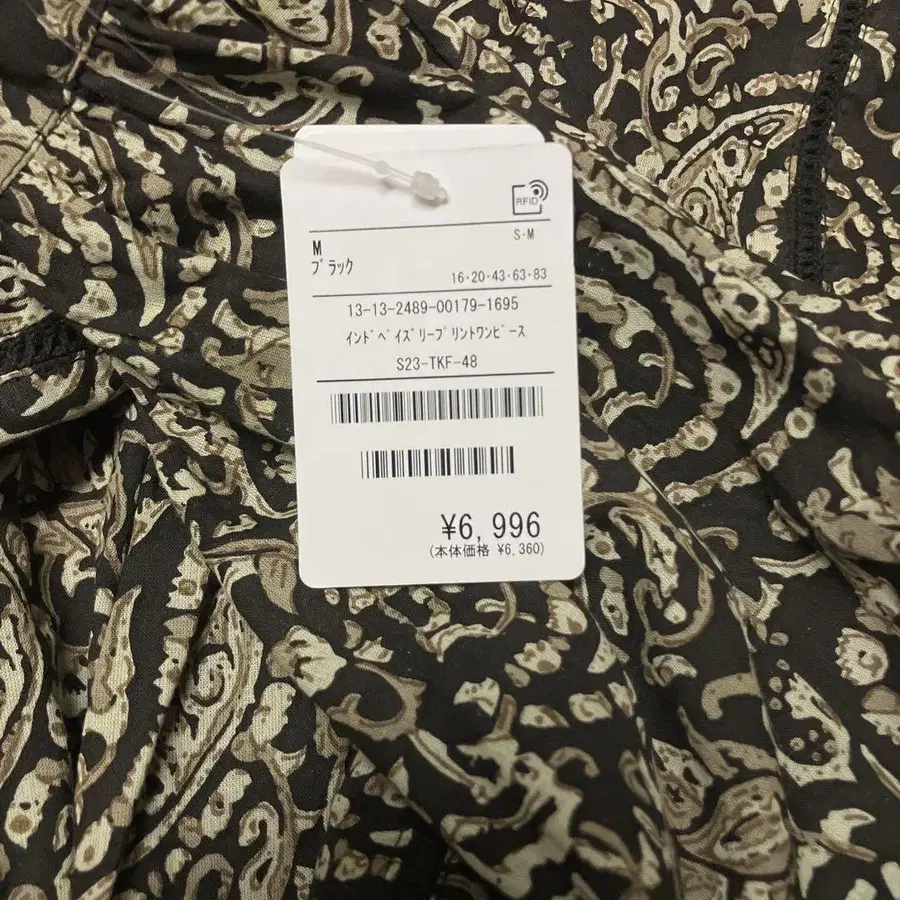 RFID
M S·M
ブラック 16·20·43·63·83
13-13-2489-00179-1695
インドペイズリープリントワンピース
S23-TKF-48
¥6,996
(本体価格 ¥6,360)